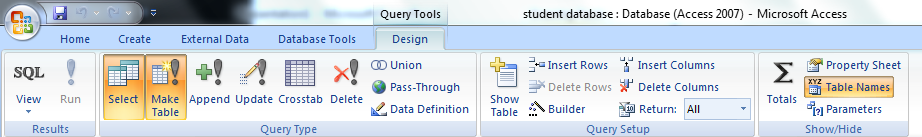 Query Tools
student database : Database (Access 2007) - Microsoft Access
Home Create External Data Database Tools Design
SQL
View
Run
Results
Select
Make
Table
Append
Update
Crosstab
Delete
Union
Pass-Through
Data Definition
Query Type
Show
Table
Insert Rows
Delete Rows
Builder
Insert Columns
Delete Columns
Return: All
Query Setup
Σ
Totals
Property Sheet
XYZ
Table Names
Parameters
Show/Hide